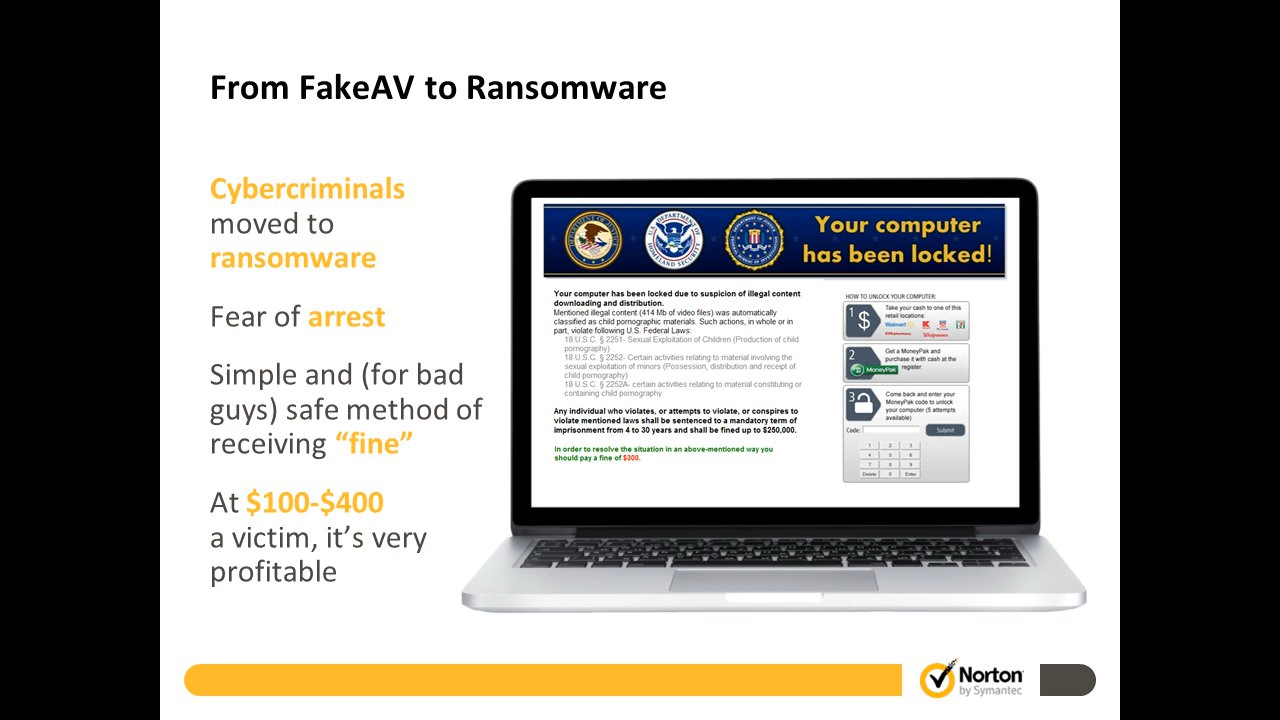 From FakeAV to Ransomware
Cybercriminals
moved to
ransomware
Fear of arrest
Simple and (for bad
guys) safe method of
receiving “fine”
At $100-$400
a victim, it’s very
profitable
Your computer
has been locked!
Your computer has been locked due to suspicion of illegal content
downloading and distribution.
Mentioned illegal content (414 Mb of video files) was automatically
classified as child pornographic materials. Such actions, in whole or in
part, violate following U.S. Federal Laws:
18 U.S.C. § 2251- Sexual Exploitation of Children (Production of child
pornography)
18 U.S.C. § 2252- Certain activities relating to material involving the
sexual exploitation of minors (Possession, distribution and receipt of
child pornography)
18 U.S.C. § 2252A- certain activities relating to material constituting or
containing child pornography
Any individual who violates, or attempts to violate, or conspires to
violate mentioned laws shall be sentenced to a mandatory term of
imprisonment from 4 to 30 years and shall be fined up to $250,000.
In order to resolve the situation in an above-mentioned way you
should pay a fine of $300.
HOW TO UNLOCK YOUR COMPUTER:
1 $
Take your cash to one of this
retail locations:
Walmart
2
Get a MoneyPak and
purchase it with cash at the
register
MoneyPak
3
Come back and enter your
MoneyPak code to unlock
your computer (5 attempts
available)
Code: Submit
1 2 3
4 5 6
7 8 9
Delete 0 Enter
Norton
by Symantec